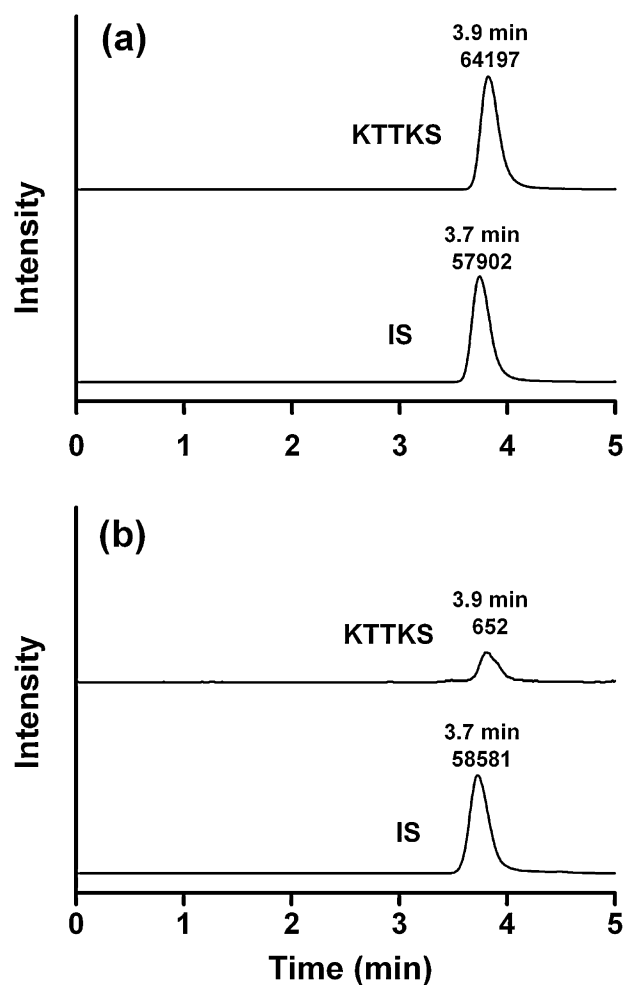 (a)
3.9 min
64197
KTTKS
3.7 min
57902
IS
Intensity
0 1 2 3 4 5
(b)
3.9 min
652
KTTKS
3.7 min
58581
IS
Intensity
0 1 2 3 4 5
Time (min)